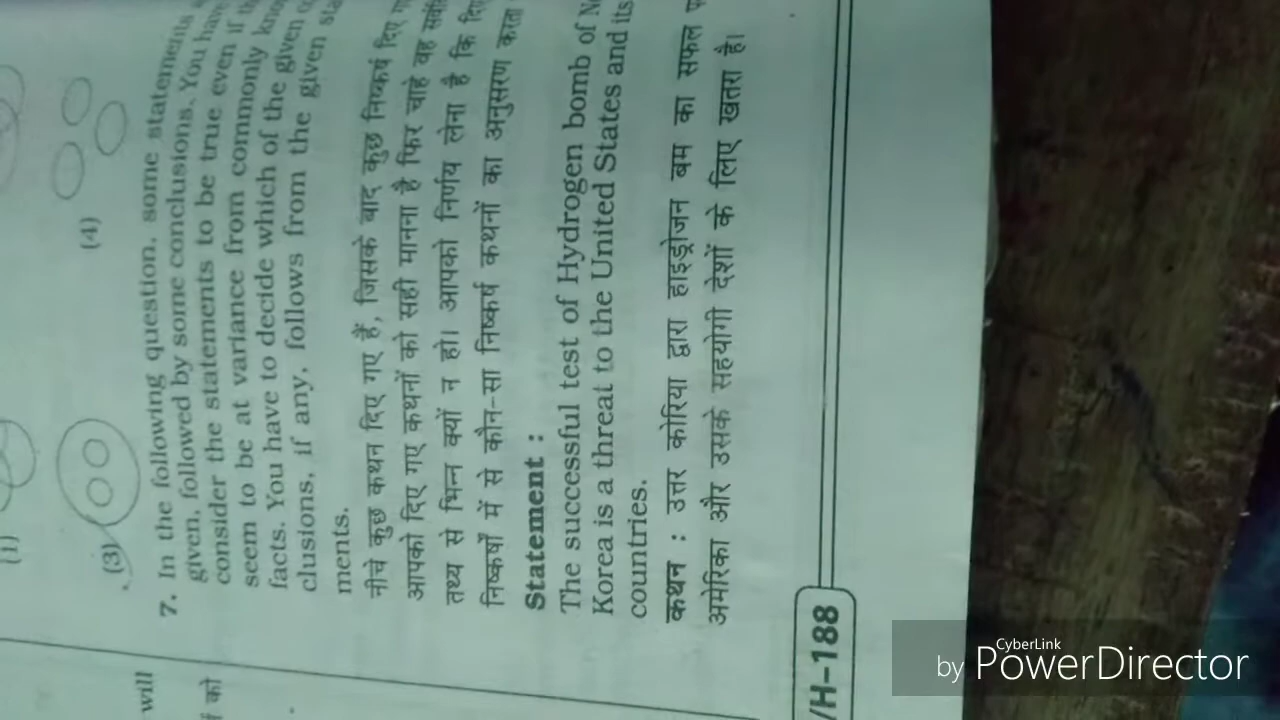 will
को
(1)
(3)
(4)
7. In the following question, some statements
given, followed by some conclusions. You have
consider the statements to be true even if
seem to be at variance from commonly
facts. You have to decide which of the given
clusions, if any, follows from the given
ments.
नीचे कुछ कथन दिए गए हैं, जिसके बाद कुछ निष्कर्ष दिए
आपको दिए गए कथनों को सही मानना है फिर चाहे वह
तथ्य से भिन्न क्यों न हो। आपको निर्णय लेना है कि
निष्कर्षों में से कौन-सा निष्कर्ष कथनों का अनुसरण करता
Statement :
The successful test of Hydrogen bomb of
Korea is a threat to the United States and its
countries.
कथन : उत्तर कोरिया द्वारा हाइड्रोजन बम का सफल
अमेरिका और उसके सहयोगी देशों के लिए खतरा है।
/H-188
by CyberLink PowerDirector